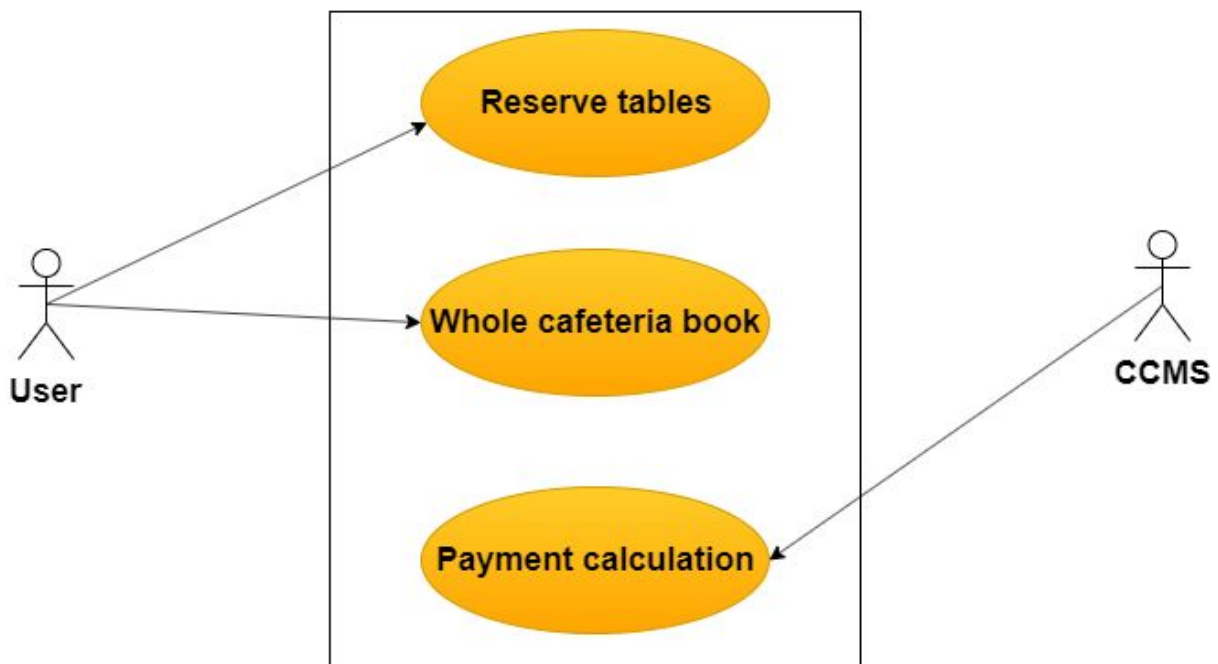 Reserve tables
Whole cafeteria book
User
CCMS
Payment calculation